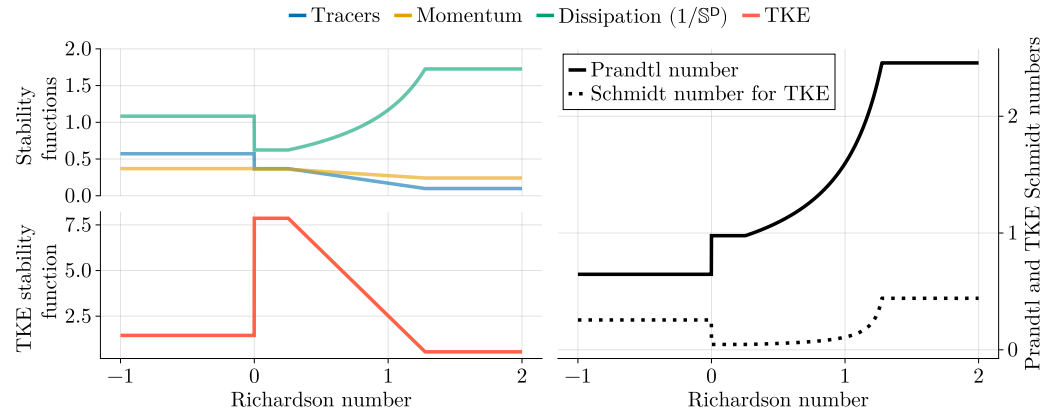 Tracers Momentum Dissipation (1/𝕊ᴰ) TKE
2.0
1.5
1.0
0.5
0.0
Stability
functions
7.5
5.0
2.5
TKE stability
function
−1 0 1 2
Richardson number
Prandtl number
Schmidt number for TKE
2
1
0
Prandtl and TKE Schmidt numbers
−1 0 1 2
Richardson number